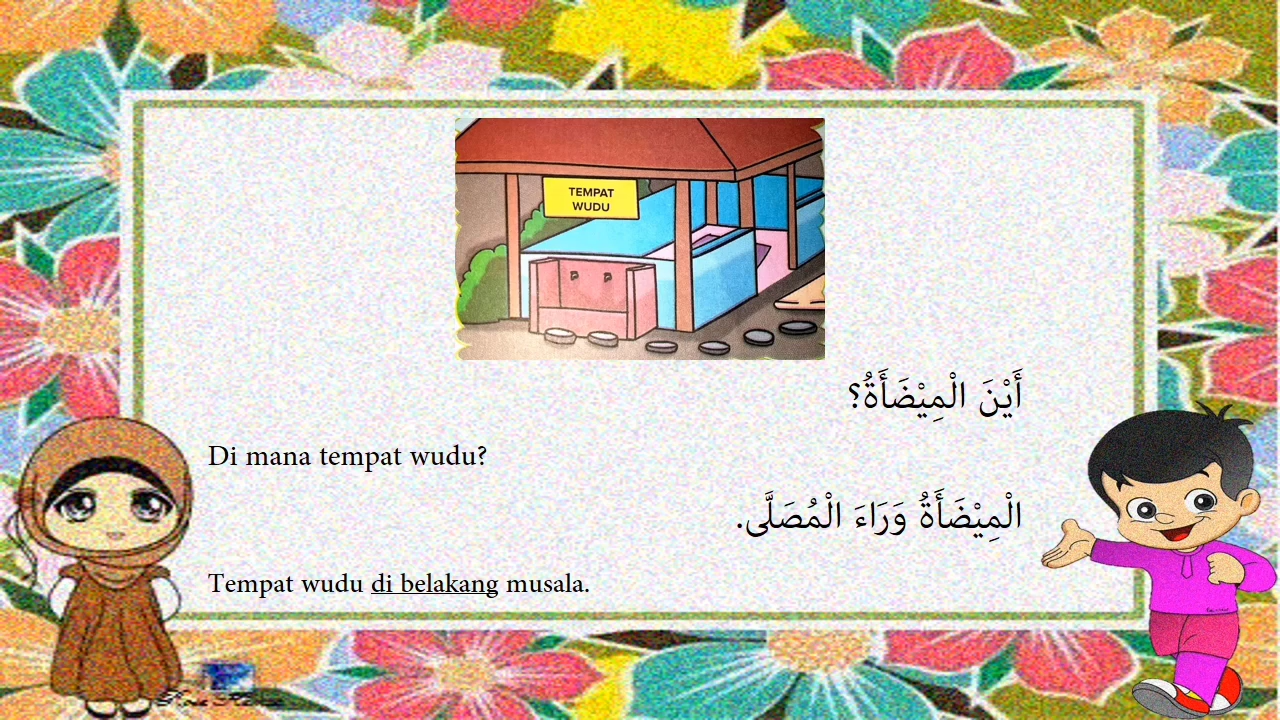 TEMPAT
WUDU
أَيْنَ الْمِيْضَأَةُ؟
Di mana tempat wudu?
الْمِيْضَأَةُ وَرَاءَ الْمُصَلَّى.
Tempat wudu di belakang musala.